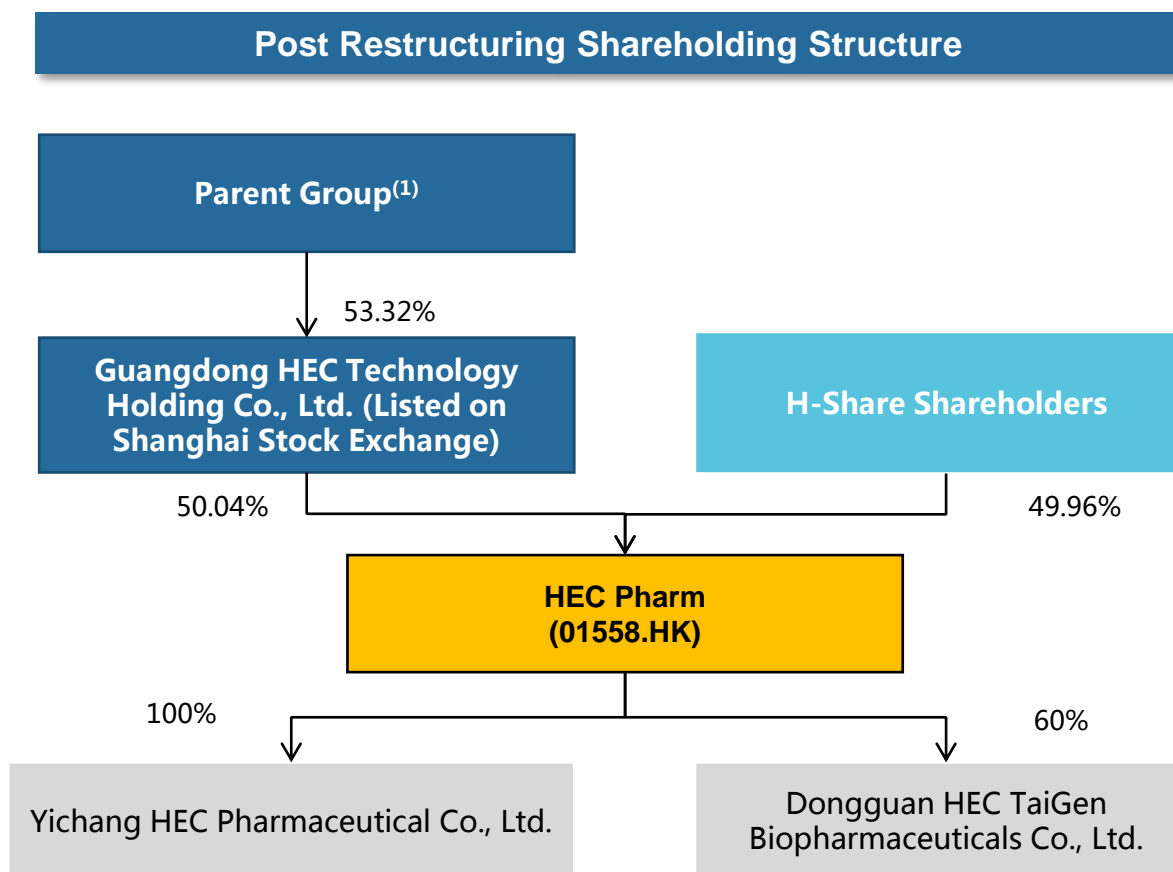 Post Restructuring Shareholding Structure
Parent Group(1)
53.32%
Guangdong HEC Technology
Holding Co., Ltd. (Listed on
Shanghai Stock Exchange)
H-Share Shareholders
50.04%
49.96%
HEC Pharm
(01558.HK)
100%
60%
Yichang HEC Pharmaceutical Co., Ltd.
Dongguan HEC TaiGen
Biopharmaceuticals Co., Ltd.